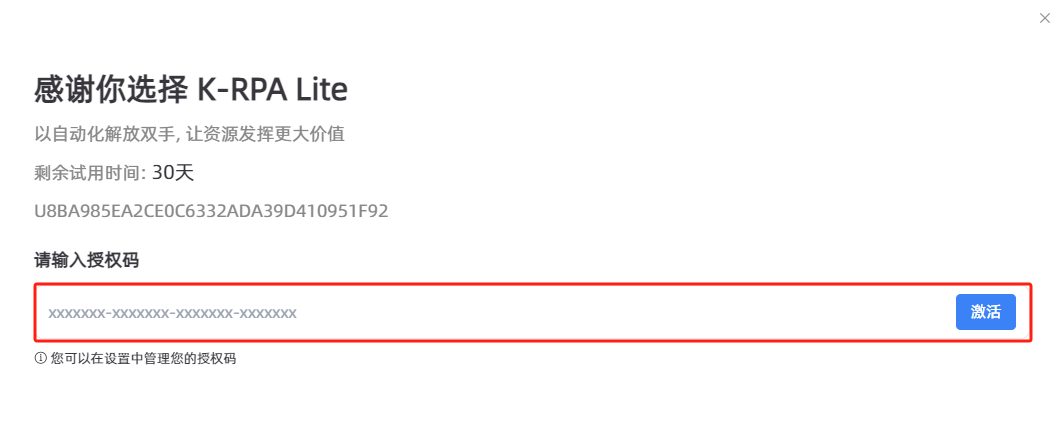 感谢你选择 K-RPA Lite
以自动化解放双手, 让资源发挥更大价值
剩余试用时间: 30天
U8BA985EA2CE0C6332ADA39D410951F92
请输入授权码
xxxxxxx-xxxxxxx-xxxxxxx-xxxxxxx
激活
您可以在设置中管理您的授权码